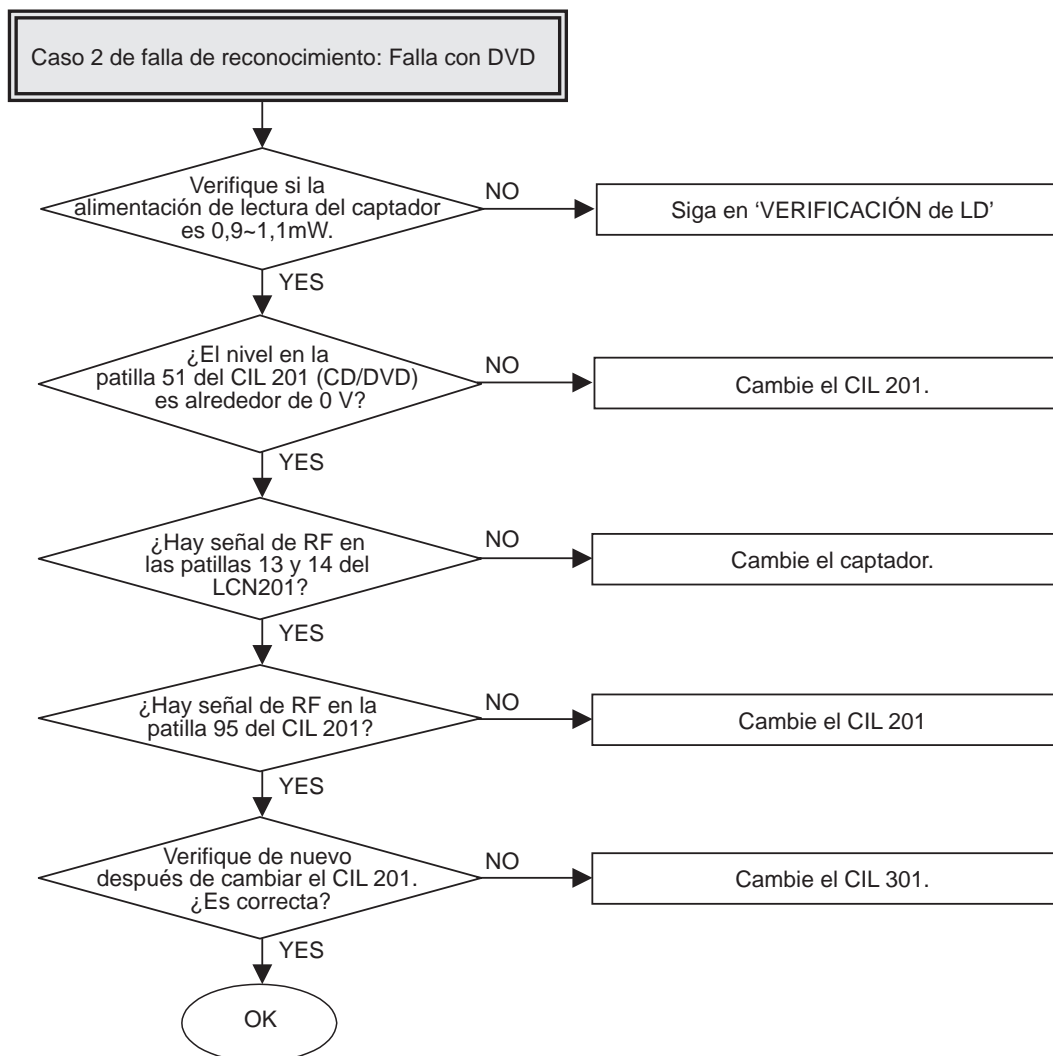 Caso 2 de falla de reconocimiento: Falla con DVD
Verifique si la
alimentación de lectura del captador
es 0,9~1,1mW.
NO
Siga en ‘VERIFICACIÓN de LD’
YES
¿El nivel en la
patilla 51 del CIL 201 (CD/DVD)
es alrededor de 0 V?
NO
Cambie el CIL 201.
YES
¿Hay señal de RF en
las patillas 13 y 14 del
LCN201?
NO
Cambie el captador.
YES
¿Hay señal de RF en la
patilla 95 del CIL 201?
NO
Cambie el CIL 201
YES
Verifique de nuevo
después de cambiar el CIL 201.
¿Es correcta?
NO
Cambie el CIL 301.
YES
OK